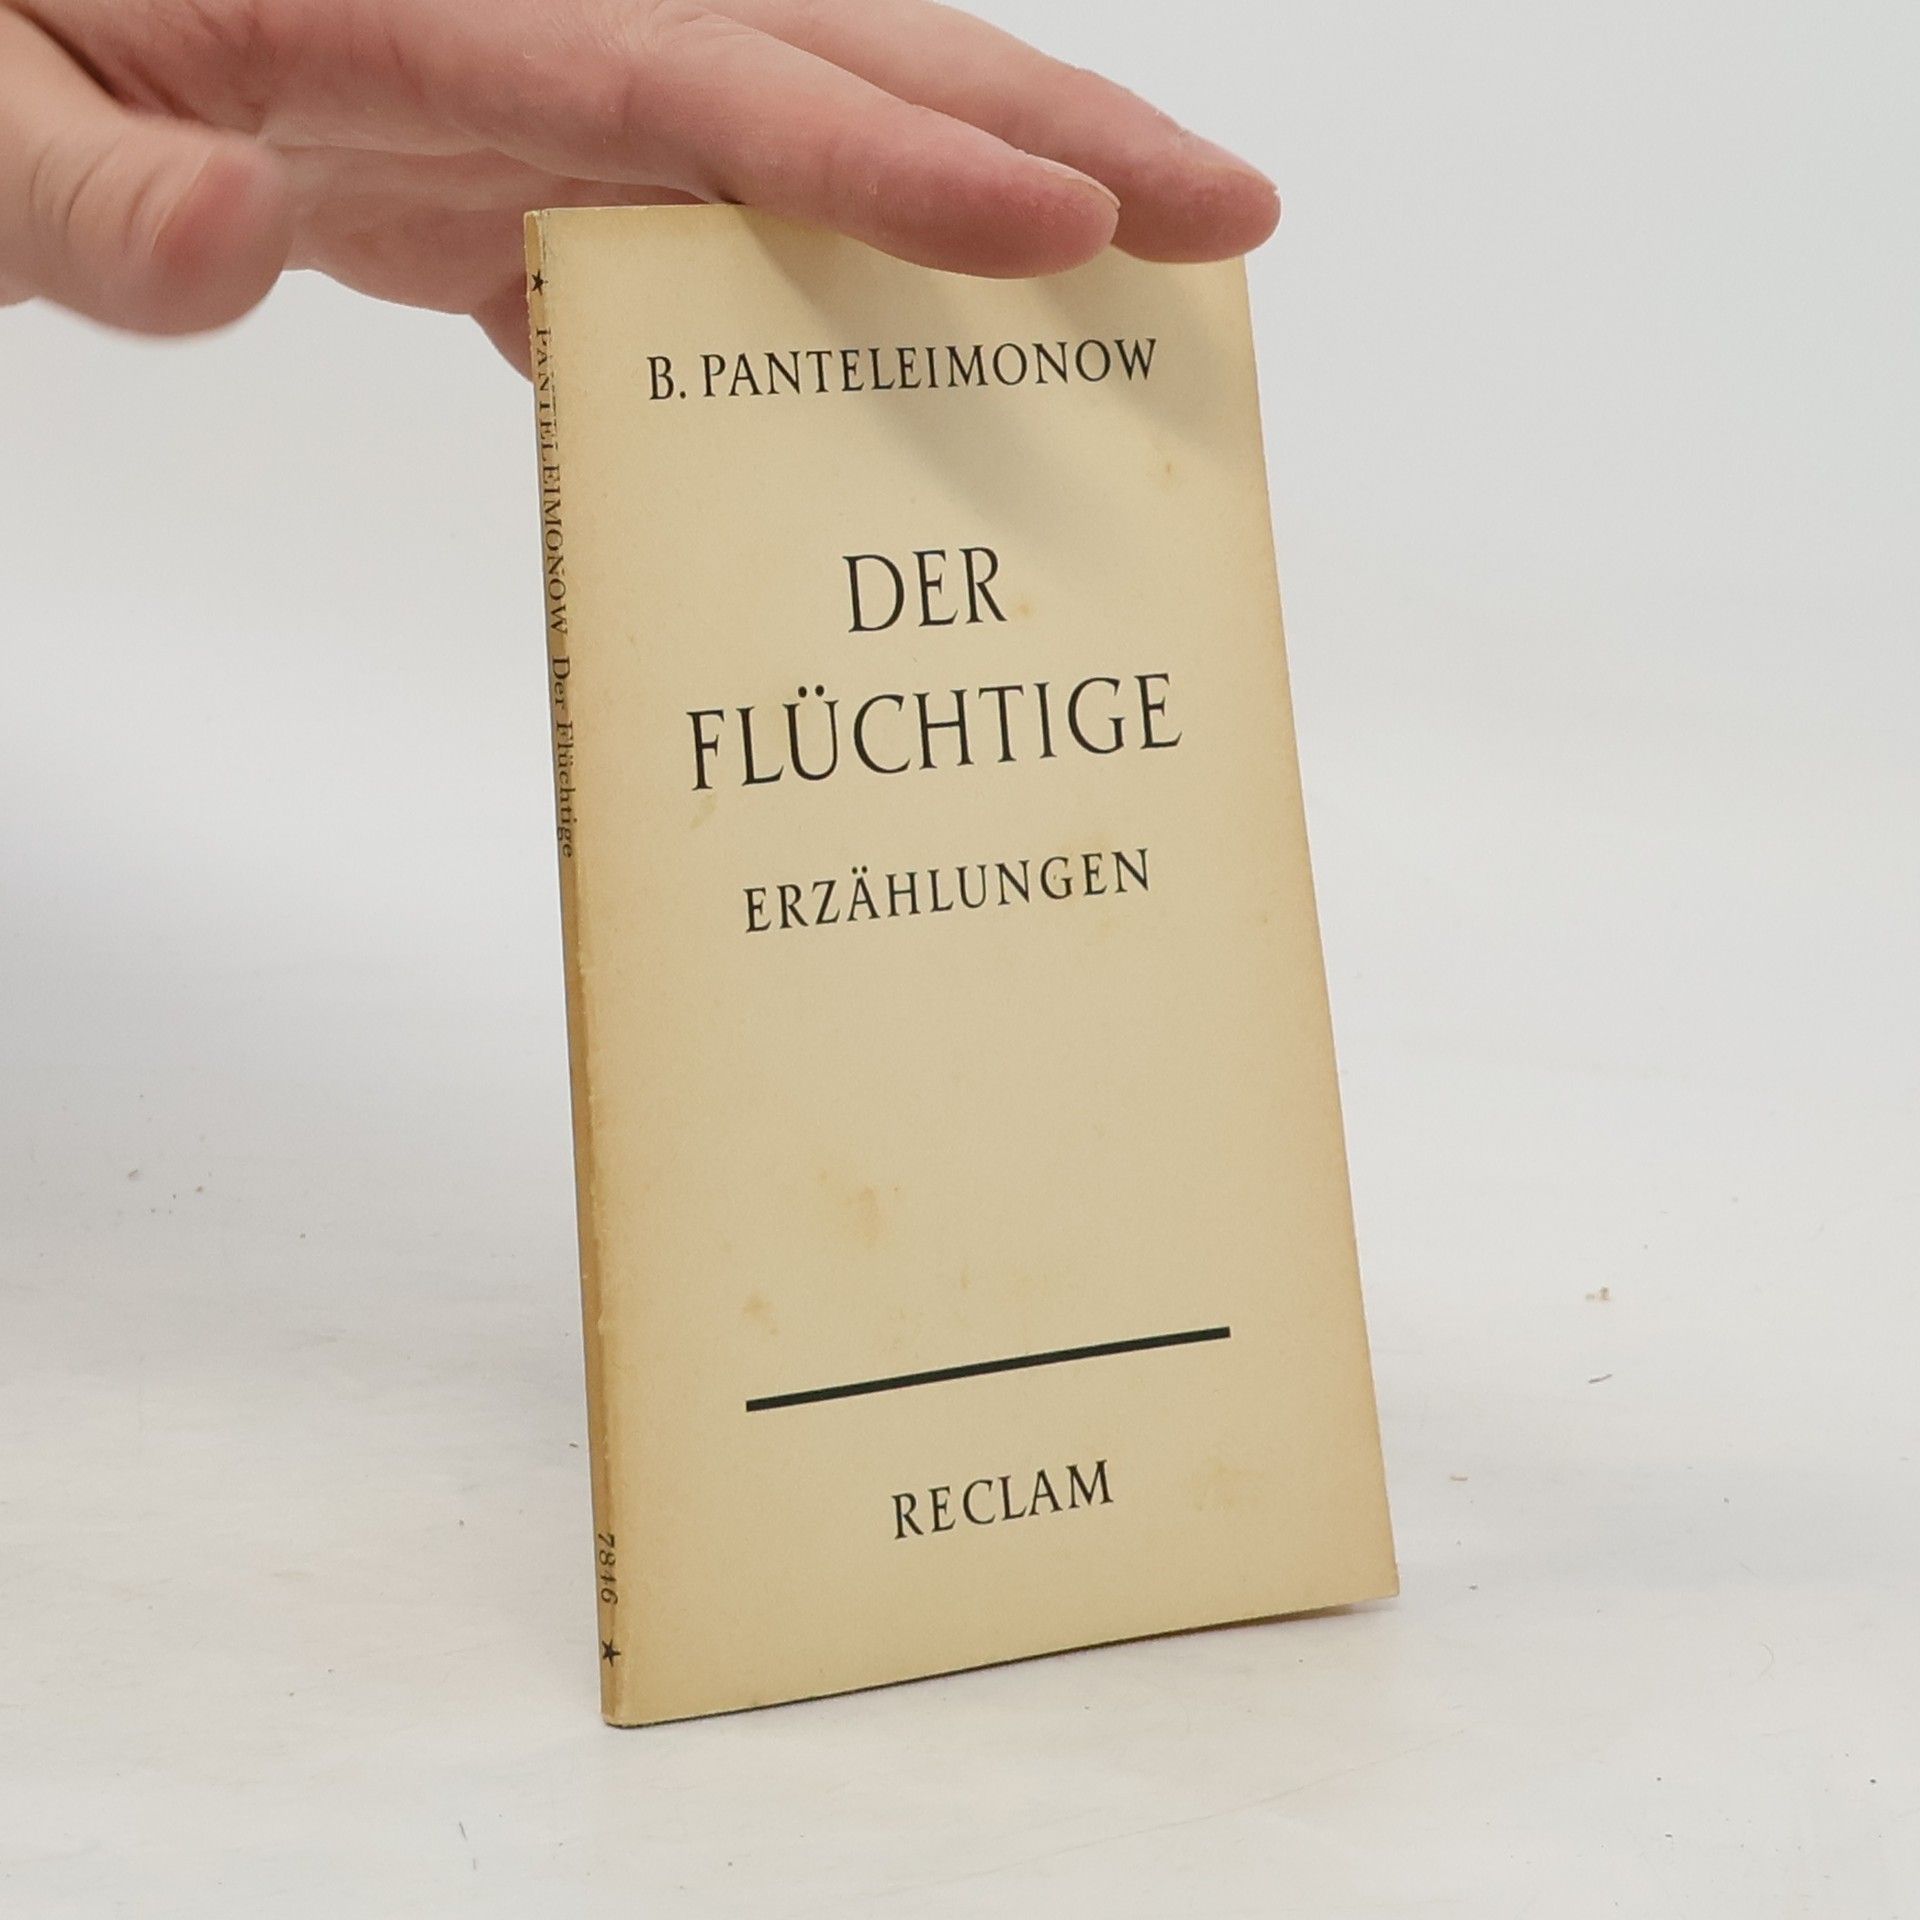 B. PANTELEIMONOW
DER
FLÜCHTIGE
ERZÄHLUNGEN
RECLAM
★ PANTELEIMONOW Der Flüchtige 7846 ★